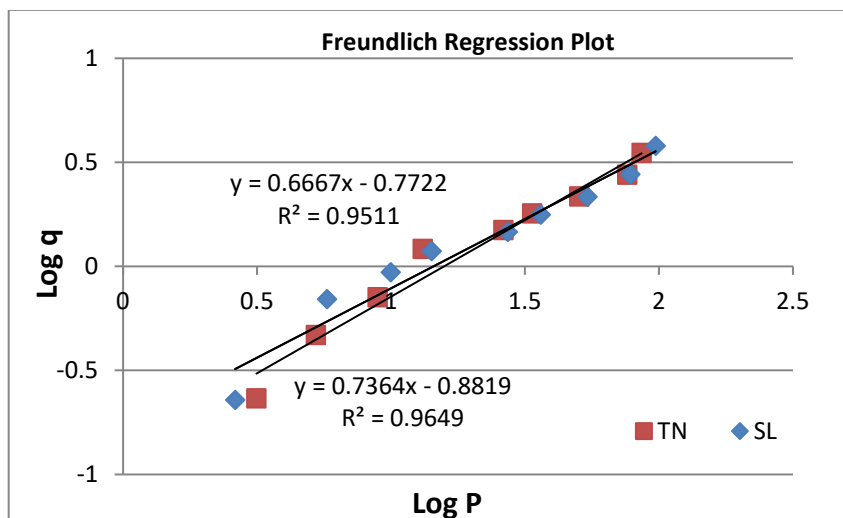 Freundlich Regression Plot
1
0.5
y = 0.6667x - 0.7722
R² = 0.9511
Log q
0
0 0.5 1 1.5 2 2.5
-0.5
y = 0.7364x - 0.8819
R² = 0.9649
TN SL
-1
Log P